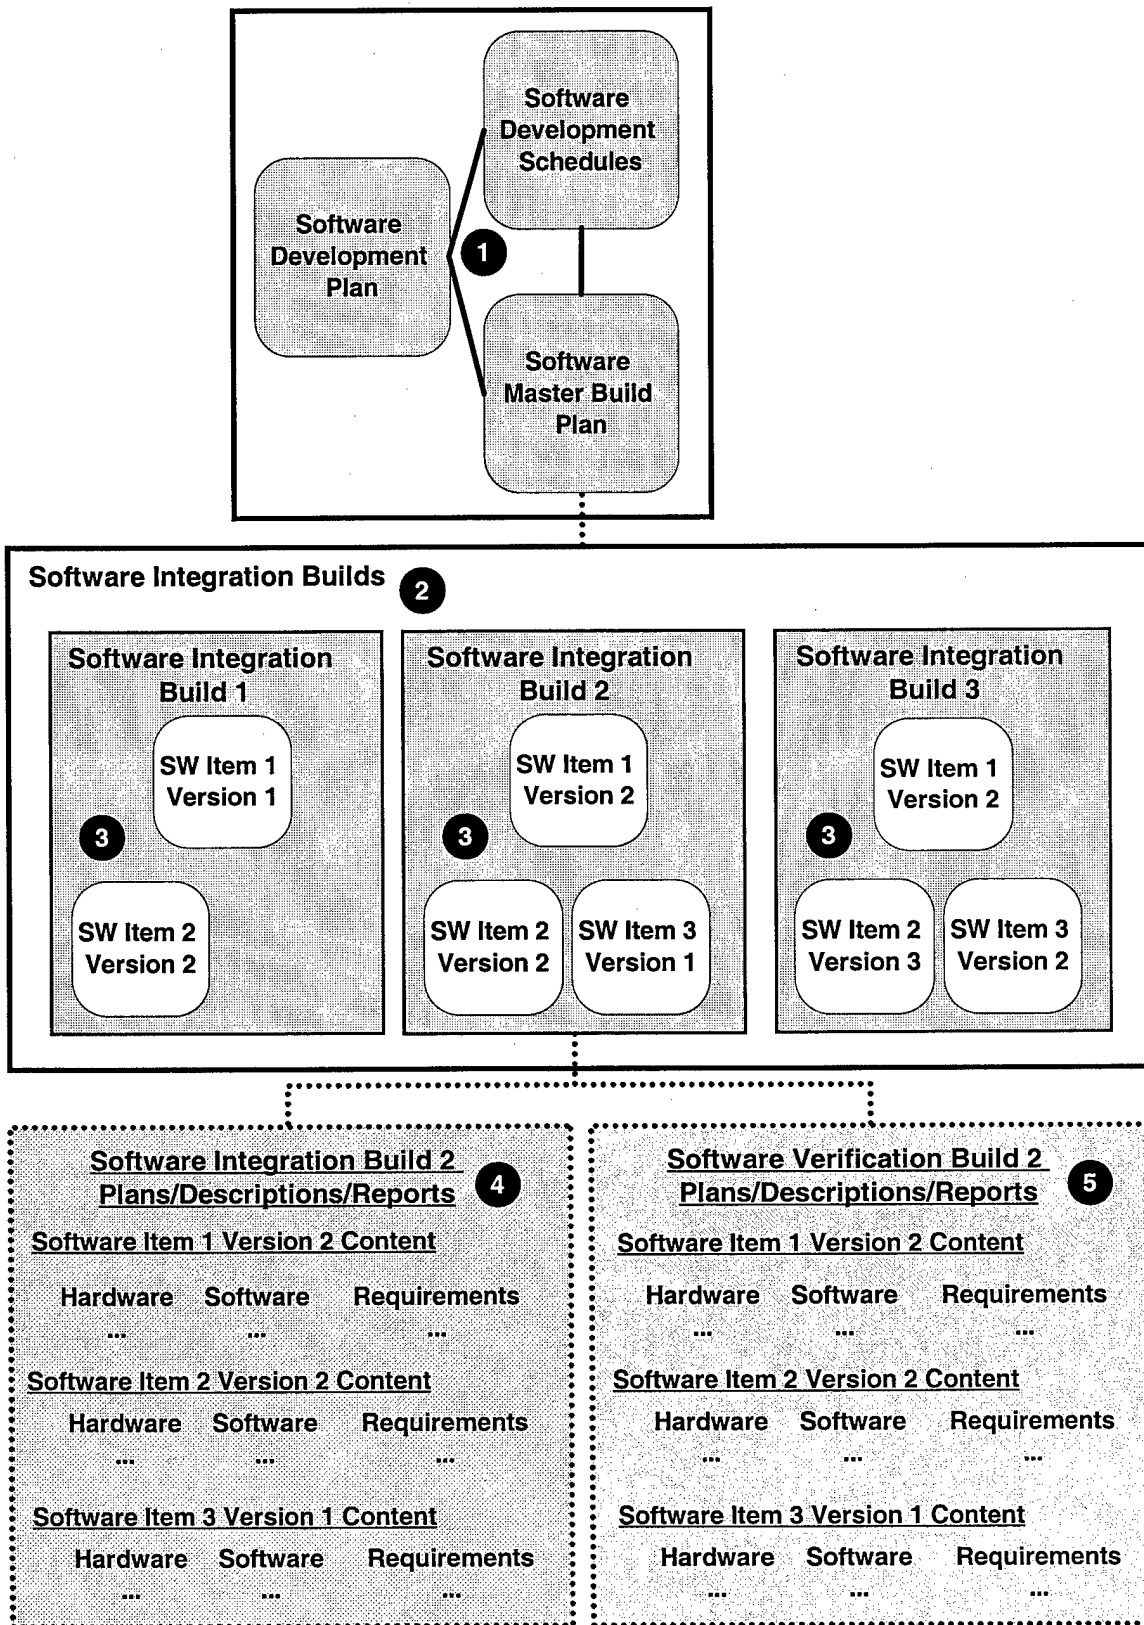 Software
Development
Schedules
Software
Development
Plan
1
Software
Master Build
Plan
Software Integration Builds 2
Software Integration
Build 1
SW Item 1
Version 1
3
SW Item 2
Version 2
Software Integration
Build 2
SW Item 1
Version 2
3
SW Item 2
Version 2
SW Item 3
Version 1
Software Integration
Build 3
SW Item 1
Version 2
3
SW Item 2
Version 3
SW Item 3
Version 2
Software Integration Build 2
Plans/Descriptions/Reports
4
Software Item 1 Version 2 Content
Hardware Software Requirements
... ... ...
Software Item 2 Version 2 Content
Hardware Software Requirements
... ... ...
Software Item 3 Version 1 Content
Hardware Software Requirements
... ... ...
Software Verification Build 2
Plans/Descriptions/Reports
5
Software Item 1 Version 2 Content
Hardware Software Requirements
... ... ...
Software Item 2 Version 2 Content
Hardware Software Requirements
... ... ...
Software Item 3 Version 1 Content
Hardware Software Requirements
... ... ...